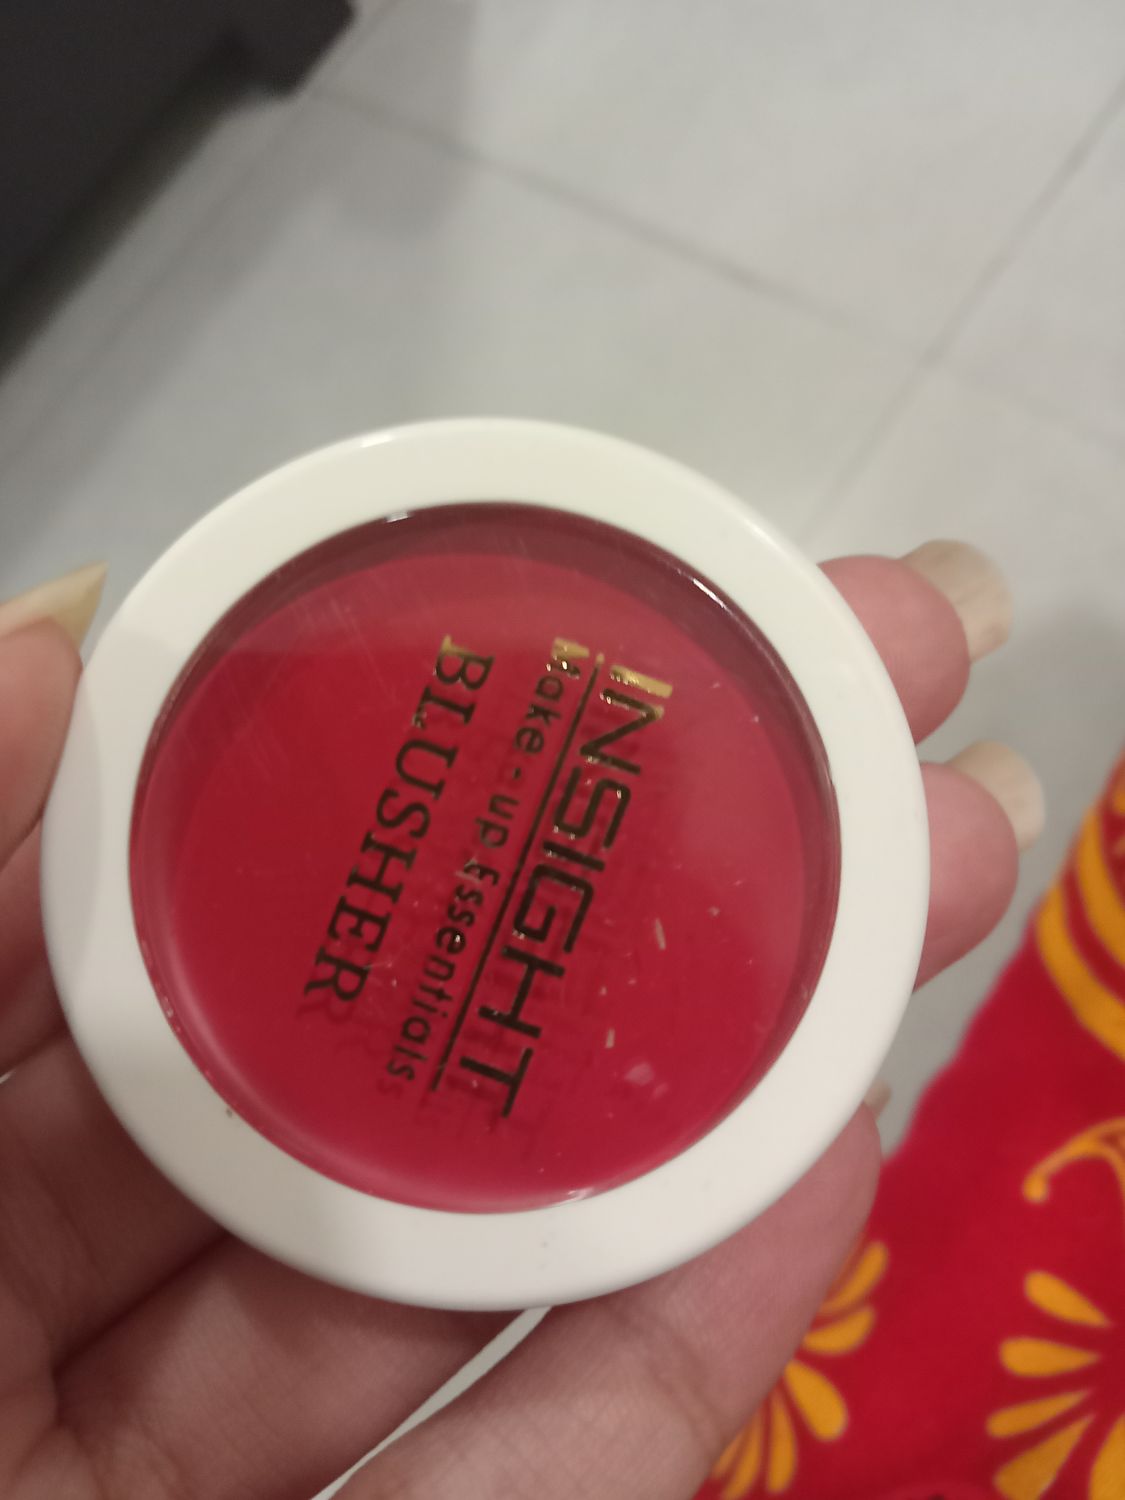 INSIGHT
Make-up Essentials
BLUSHER